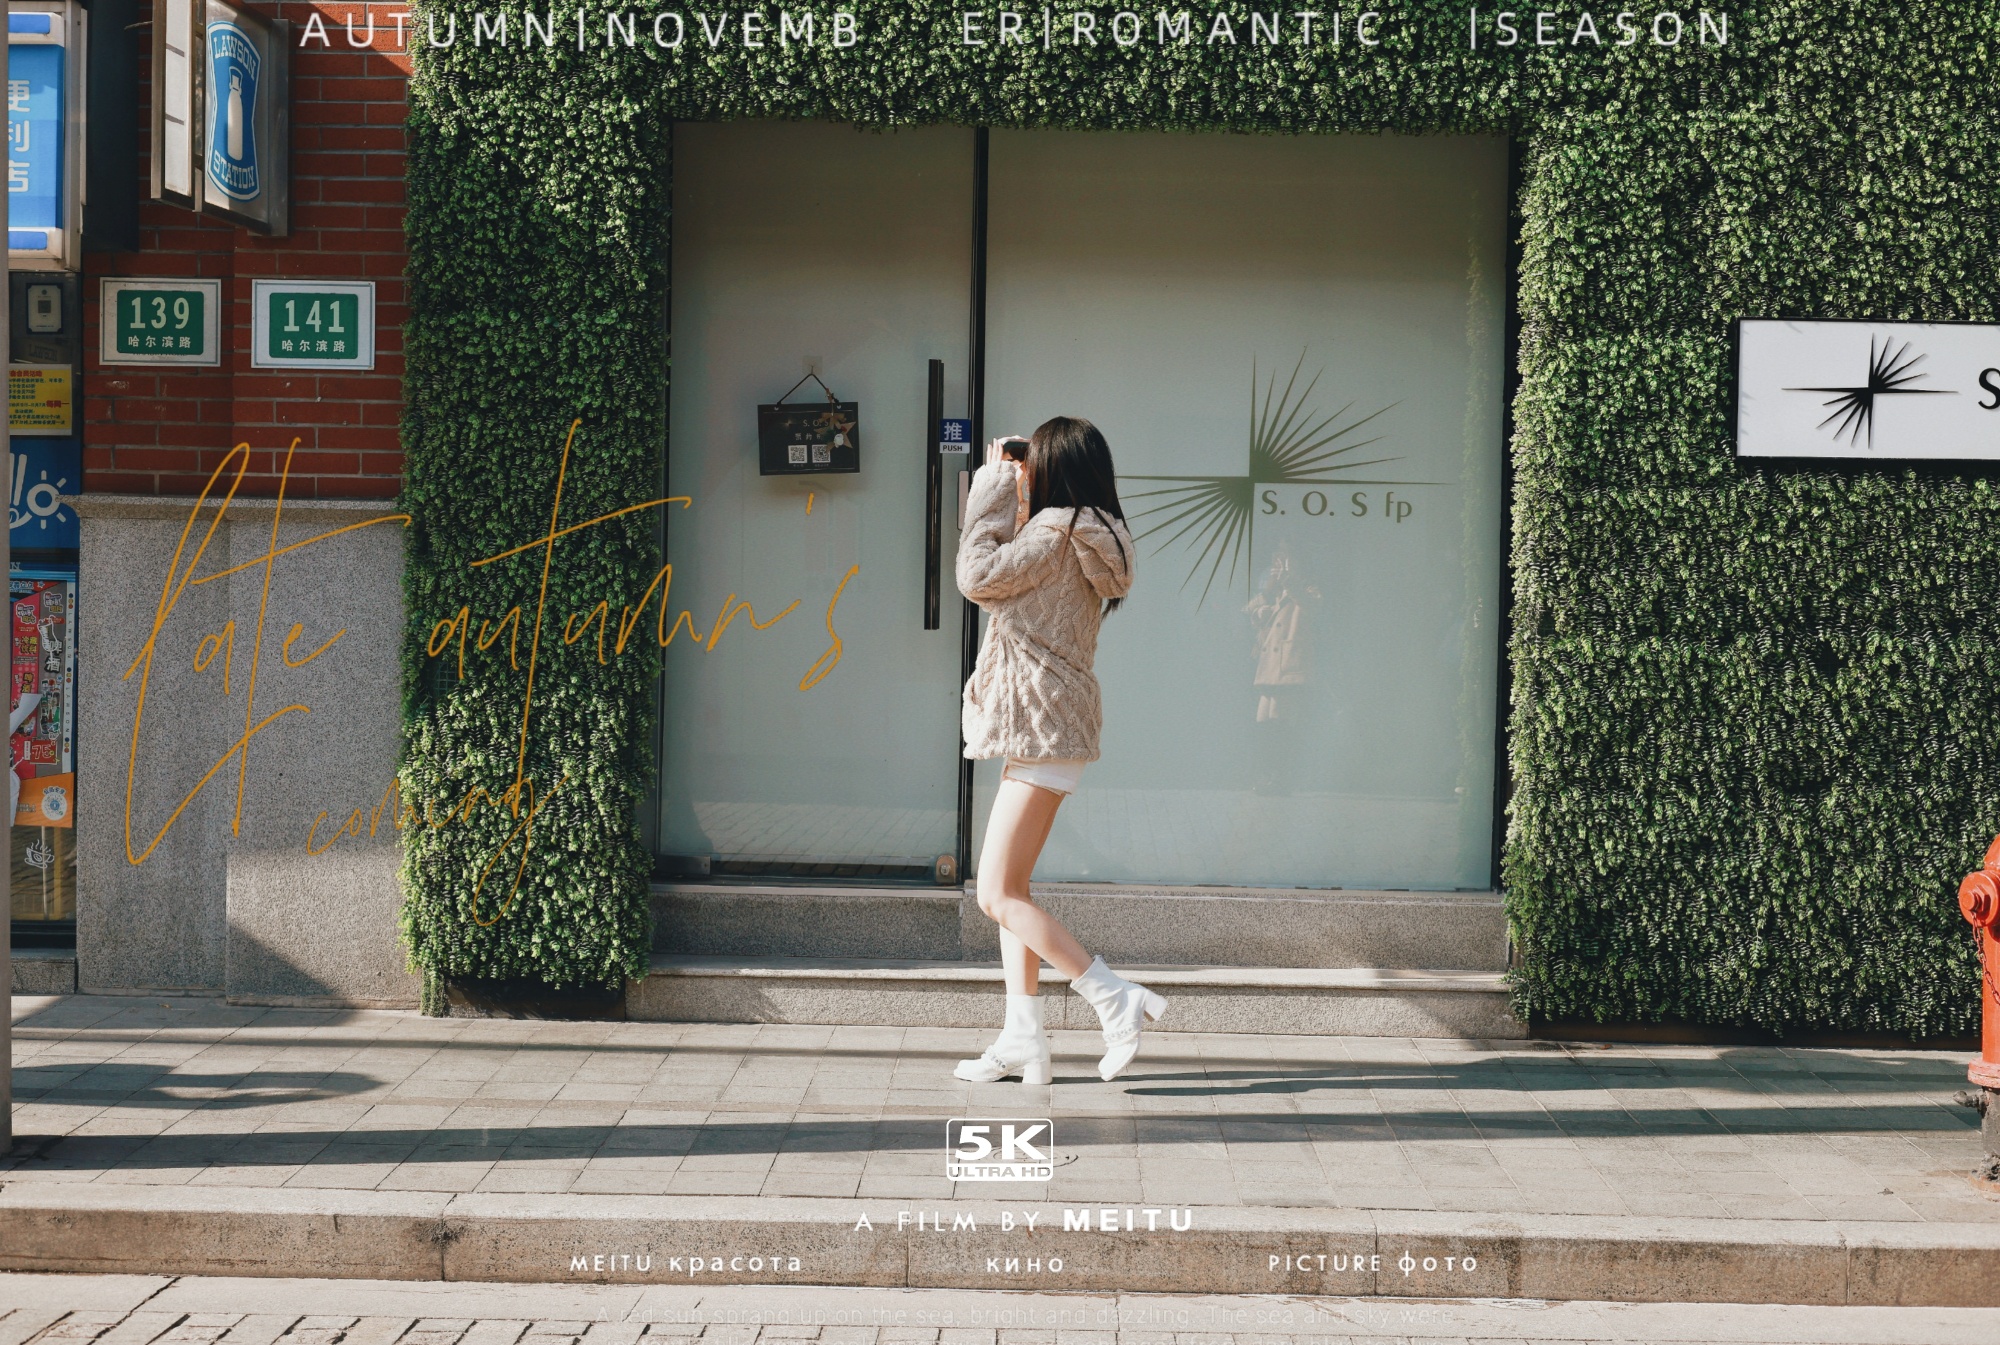 AUTUMN|NOVEMB ER|ROMANTIC |SEASON
LAWSON
STATION
便利店
139
哈尔滨路
141
哈尔滨路
推
PUSH
S. O. S fp
S
late autumn's
coming
啤酒
5K
ULTRA HD
A FILM BY MEITU
MEITU красота кино PICTURE фото
A red sun sprang up on the sea, bright and dazzling. The sea and sky were